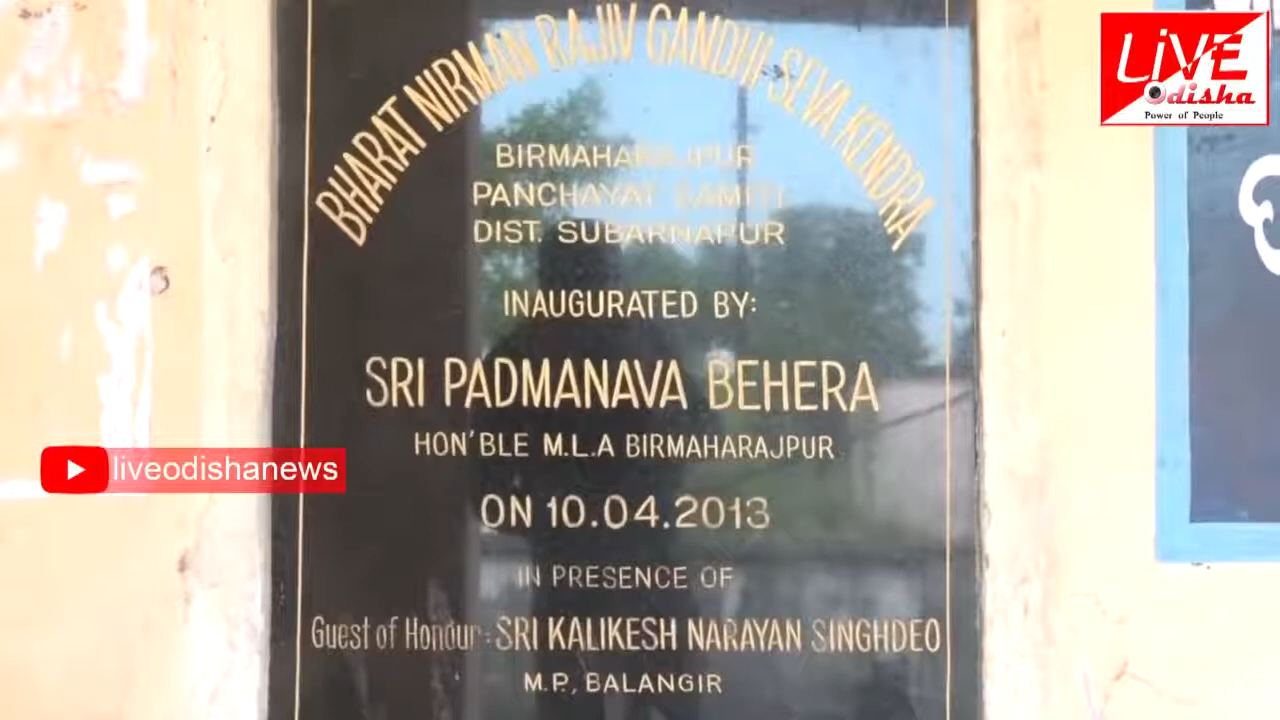 BHARAT NIRMAN RAJIV GANDHI SEVA KENDRA
BIRMAHARAJPUR
PANCHAYAT SAMITI
DIST. SUBARNAPUR
INAUGURATED BY:
SRI PADMANAVA BEHERA
HON'BLE M.L.A BIRMAHARAJPUR
ON 10.04.2013
IN PRESENCE OF
Guest of Honour: SRI KALIKESH NARAYAN SINGHDEO
M.P., BALANGIR
LiVE
Odisha
Power of People
liveodishanews